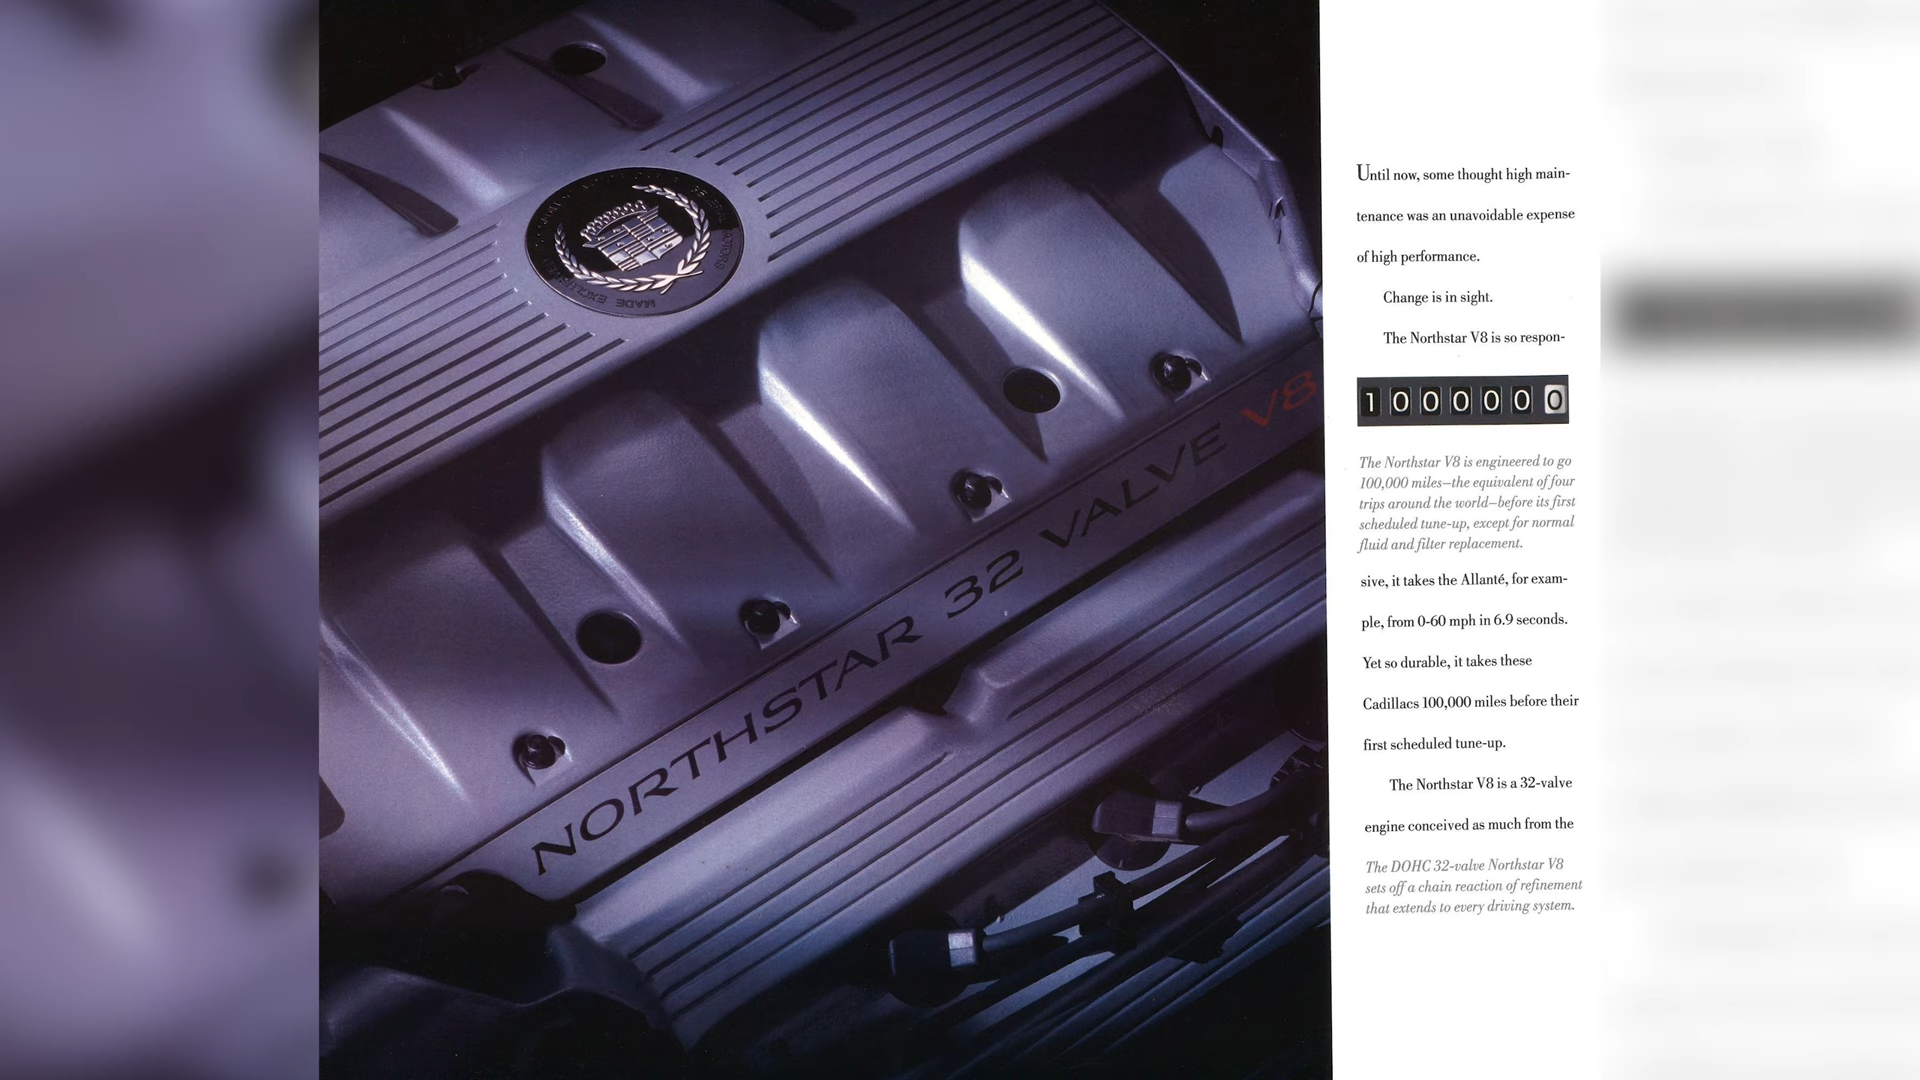 MADE EXCLU
NORTHSTAR 32 VALVE V8
Until now, some thought high main-
tenance was an unavoidable expense
of high performance.
Change is in sight.
The Northstar V8 is so respon-
1000000
The Northstar V8 is engineered to go
100,000 miles—the equivalent of four
trips around the world—before its first
scheduled tune-up, except for normal
fluid and filter replacement.
sive, it takes the Allanté, for exam-
ple, from 0-60 mph in 6.9 seconds.
Yet so durable, it takes these
Cadillacs 100,000 miles before their
first scheduled tune-up.
The Northstar V8 is a 32-valve
engine conceived as much from the
The DOHC 32-valve Northstar V8
sets off a chain reaction of refinement
that extends to every driving system.